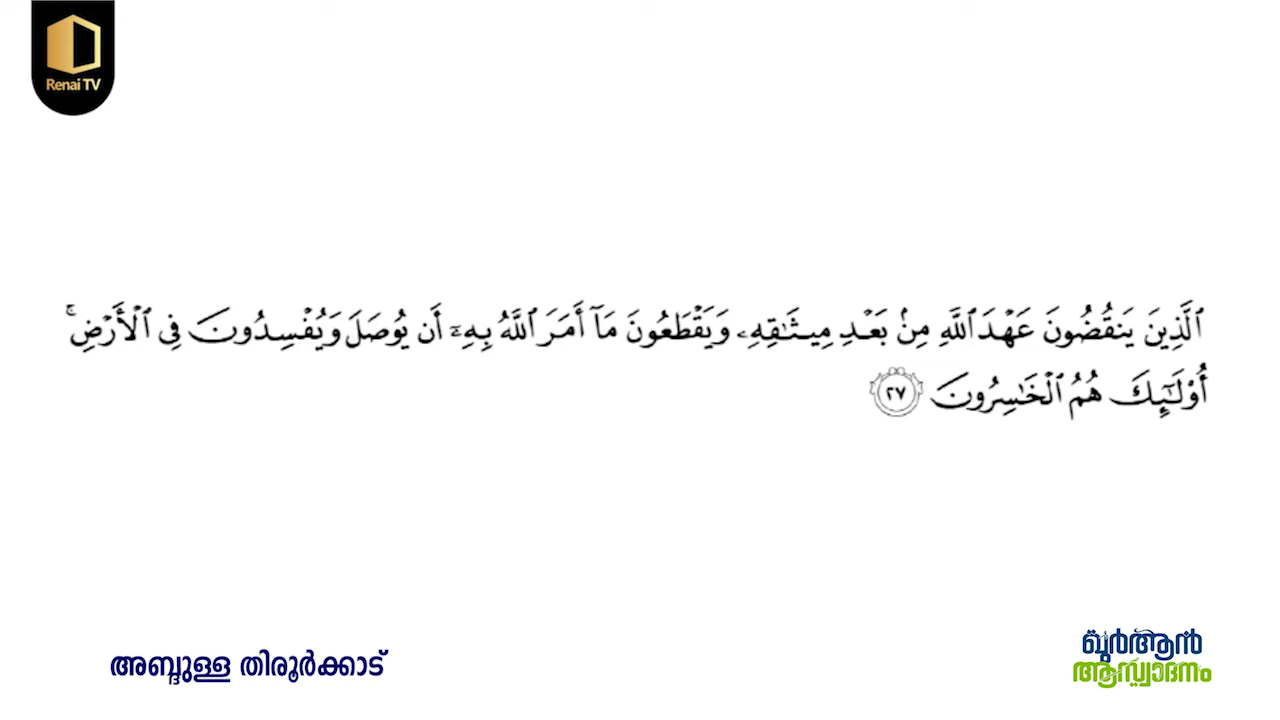 Renai TV
ٱلَّذِينَ يَنقُضُونَ عَهْدَ ٱللَّهِ مِنۢ بَعْدِ مِيثَـٰقِهِۦ وَيَقْطَعُونَ مَآ أَمَرَ ٱللَّهُ بِهِۦٓ أَن يُوصَلَ وَيُفْسِدُونَ فِى ٱلْأَرْضِ ۚ
أُو۟لَـٰٓئِكَ هُمُ ٱلْخَـٰسِرُونَ ٢٧
അബ്ദുള്ള തിരൂർക്കാട്
ഖുർആൻ
ആസ്വാദനം